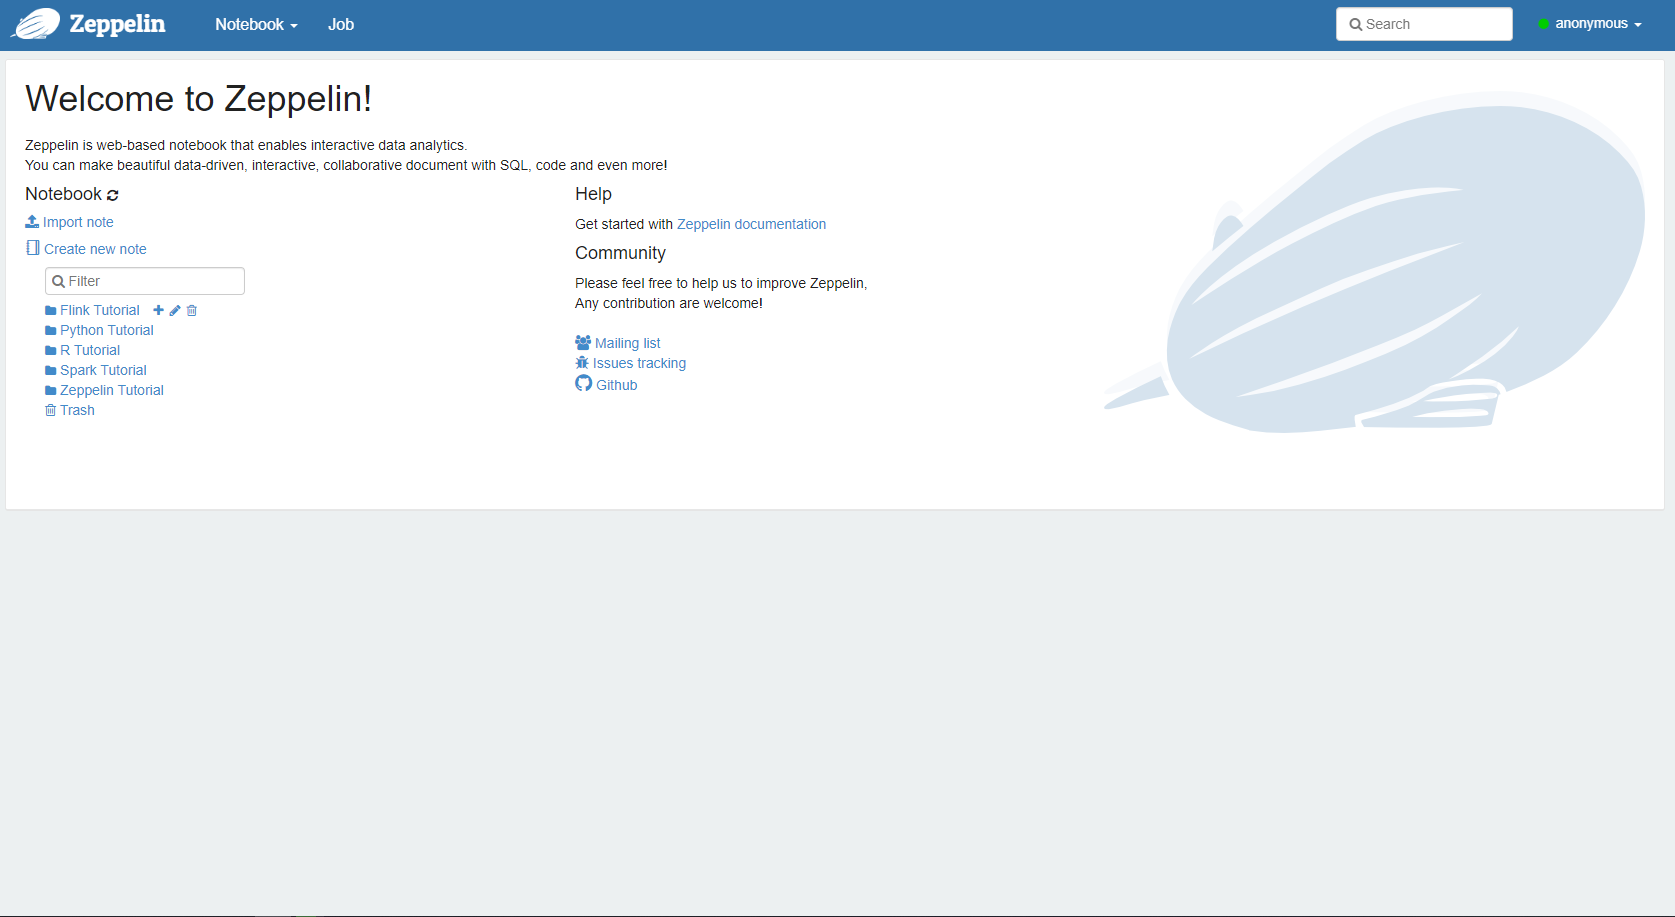 Zeppelin
Notebook
Job
Search
anonymous
Welcome to Zeppelin!
Zeppelin is web-based notebook that enables interactive data analytics.
You can make beautiful data-driven, interactive, collaborative document with SQL, code and even more!
Notebook
Import note
Create new note
Filter
Flink Tutorial
Python Tutorial
R Tutorial
Spark Tutorial
Zeppelin Tutorial
Trash
Help
Get started with Zeppelin documentation
Community
Please feel free to help us to improve Zeppelin,
Any contribution are welcome!
Mailing list
Issues tracking
Github